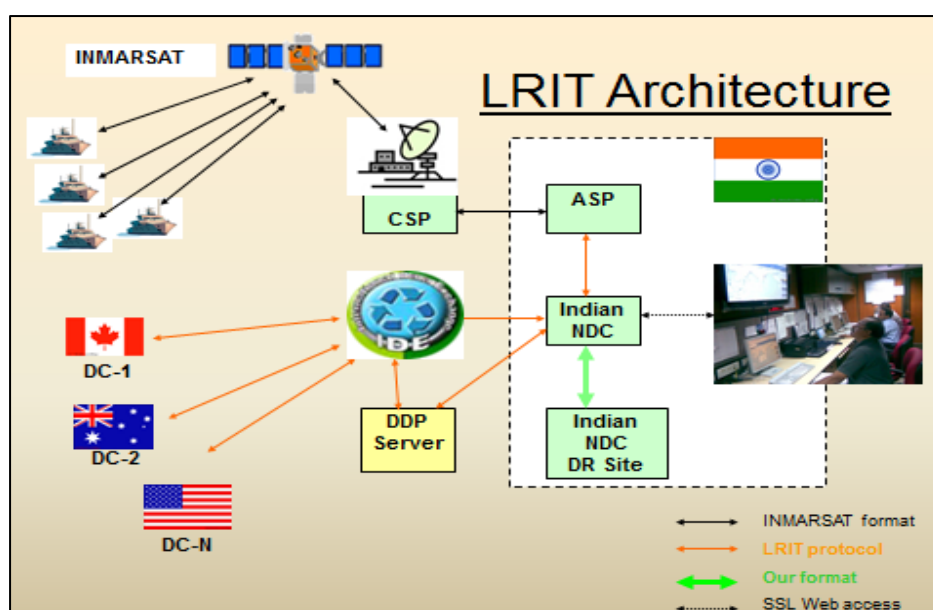 INMARSAT
LRIT Architecture
CSP
ASP
IDE
Indian
NDC
DC-1
DDP
Server
Indian
NDC
DR Site
DC-2
DC-N
INMARSAT format
LRIT protocol
Our format
SSL Web access